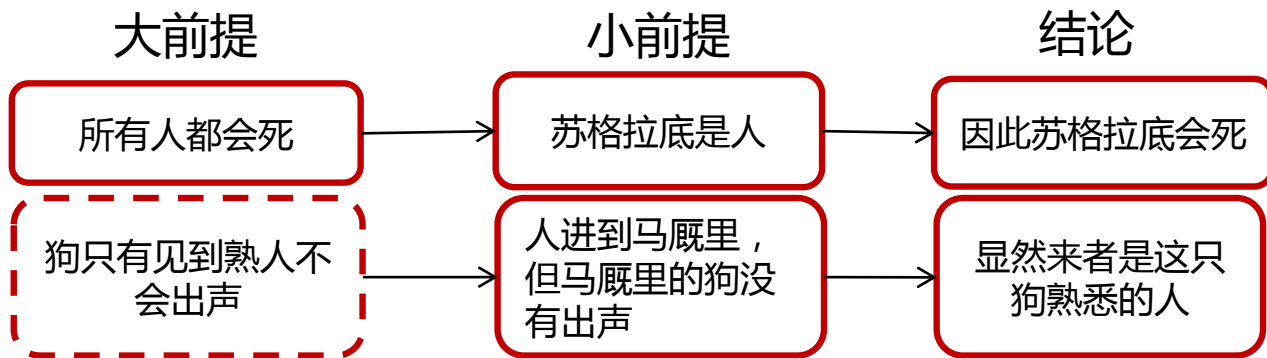 大前提
小前提
结论
所有人都会死
苏格拉底是人
因此苏格拉底会死
狗只有见到熟人不
会出声
人进到马厩里，
但马厩里的狗没
有出声
显然来者是这只
狗熟悉的人